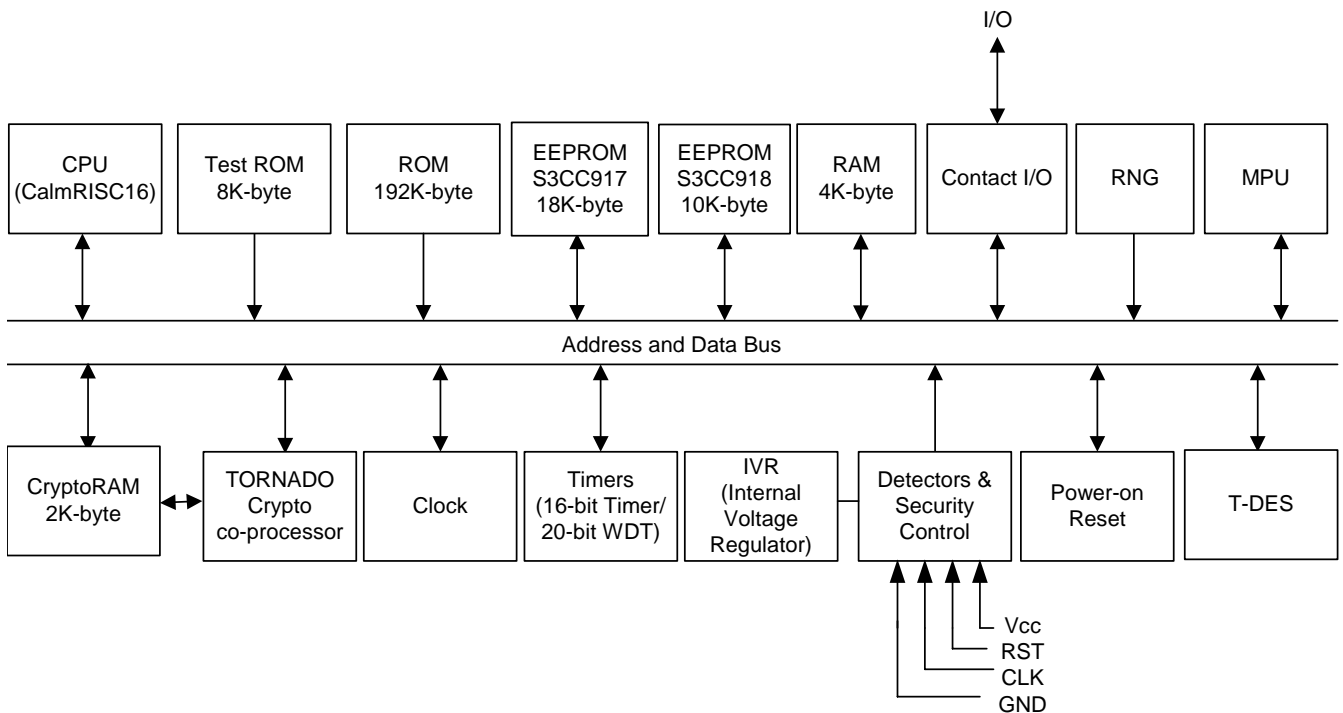 I/O
CPU
(CalmRISC16)
Test ROM
8K-byte
ROM
192K-byte
EEPROM
S3CC917
18K-byte
EEPROM
S3CC918
10K-byte
RAM
4K-byte
Contact I/O
RNG
MPU
Address and Data Bus
CryptoRAM
2K-byte
TORNADO
Crypto
co-processor
Clock
Timers
(16-bit Timer/
20-bit WDT)
IVR
(Internal
Voltage
Regulator)
Detectors &
Security
Control
Power-on
Reset
T-DES
Vcc
RST
CLK
GND